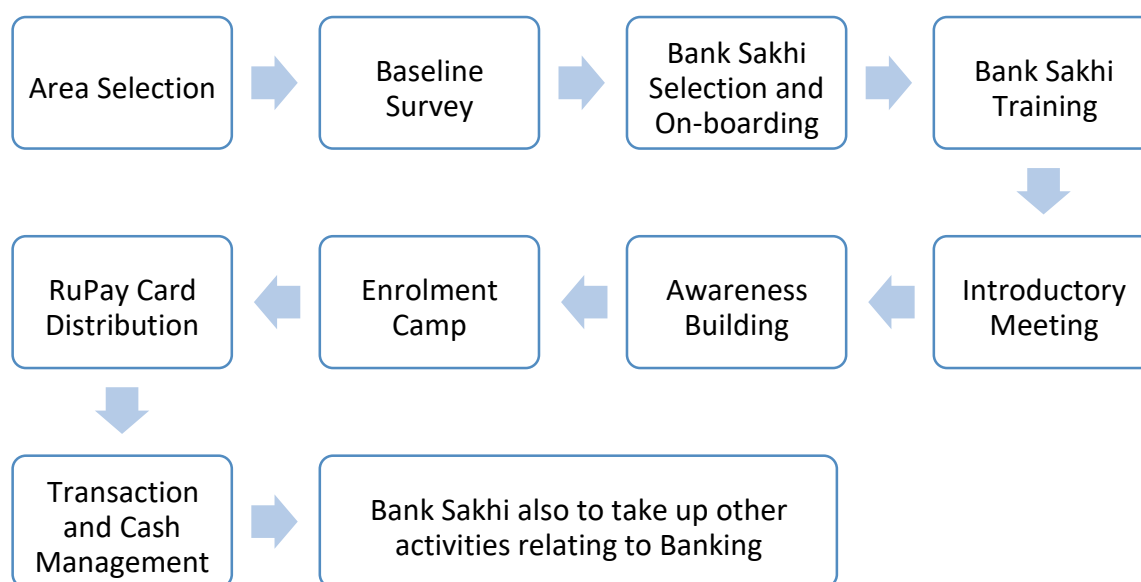 Area Selection
Baseline
Survey
Bank Sakhi
Selection and
On-boarding
Bank Sakhi
Training
Introductory
Meeting
Awareness
Building
Enrolment
Camp
RuPay Card
Distribution
Transaction
and Cash
Management
Bank Sakhi also to take up other
activities relating to Banking